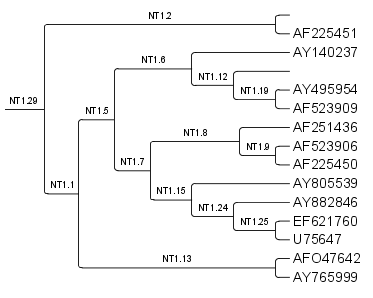 NT1.2
AF225451
AY140237
NT1.6
NT1.12
NT1.19
AY495954
AF523909
NT1.29
NT1.5
AF251436
NT1.8
NT1.9
AF523906
AF225450
NT1.7
NT1.1
NT1.15
AY805539
AY882846
NT1.24
NT1.25
EF621760
U75647
NT1.13
AFO47642
AY765999